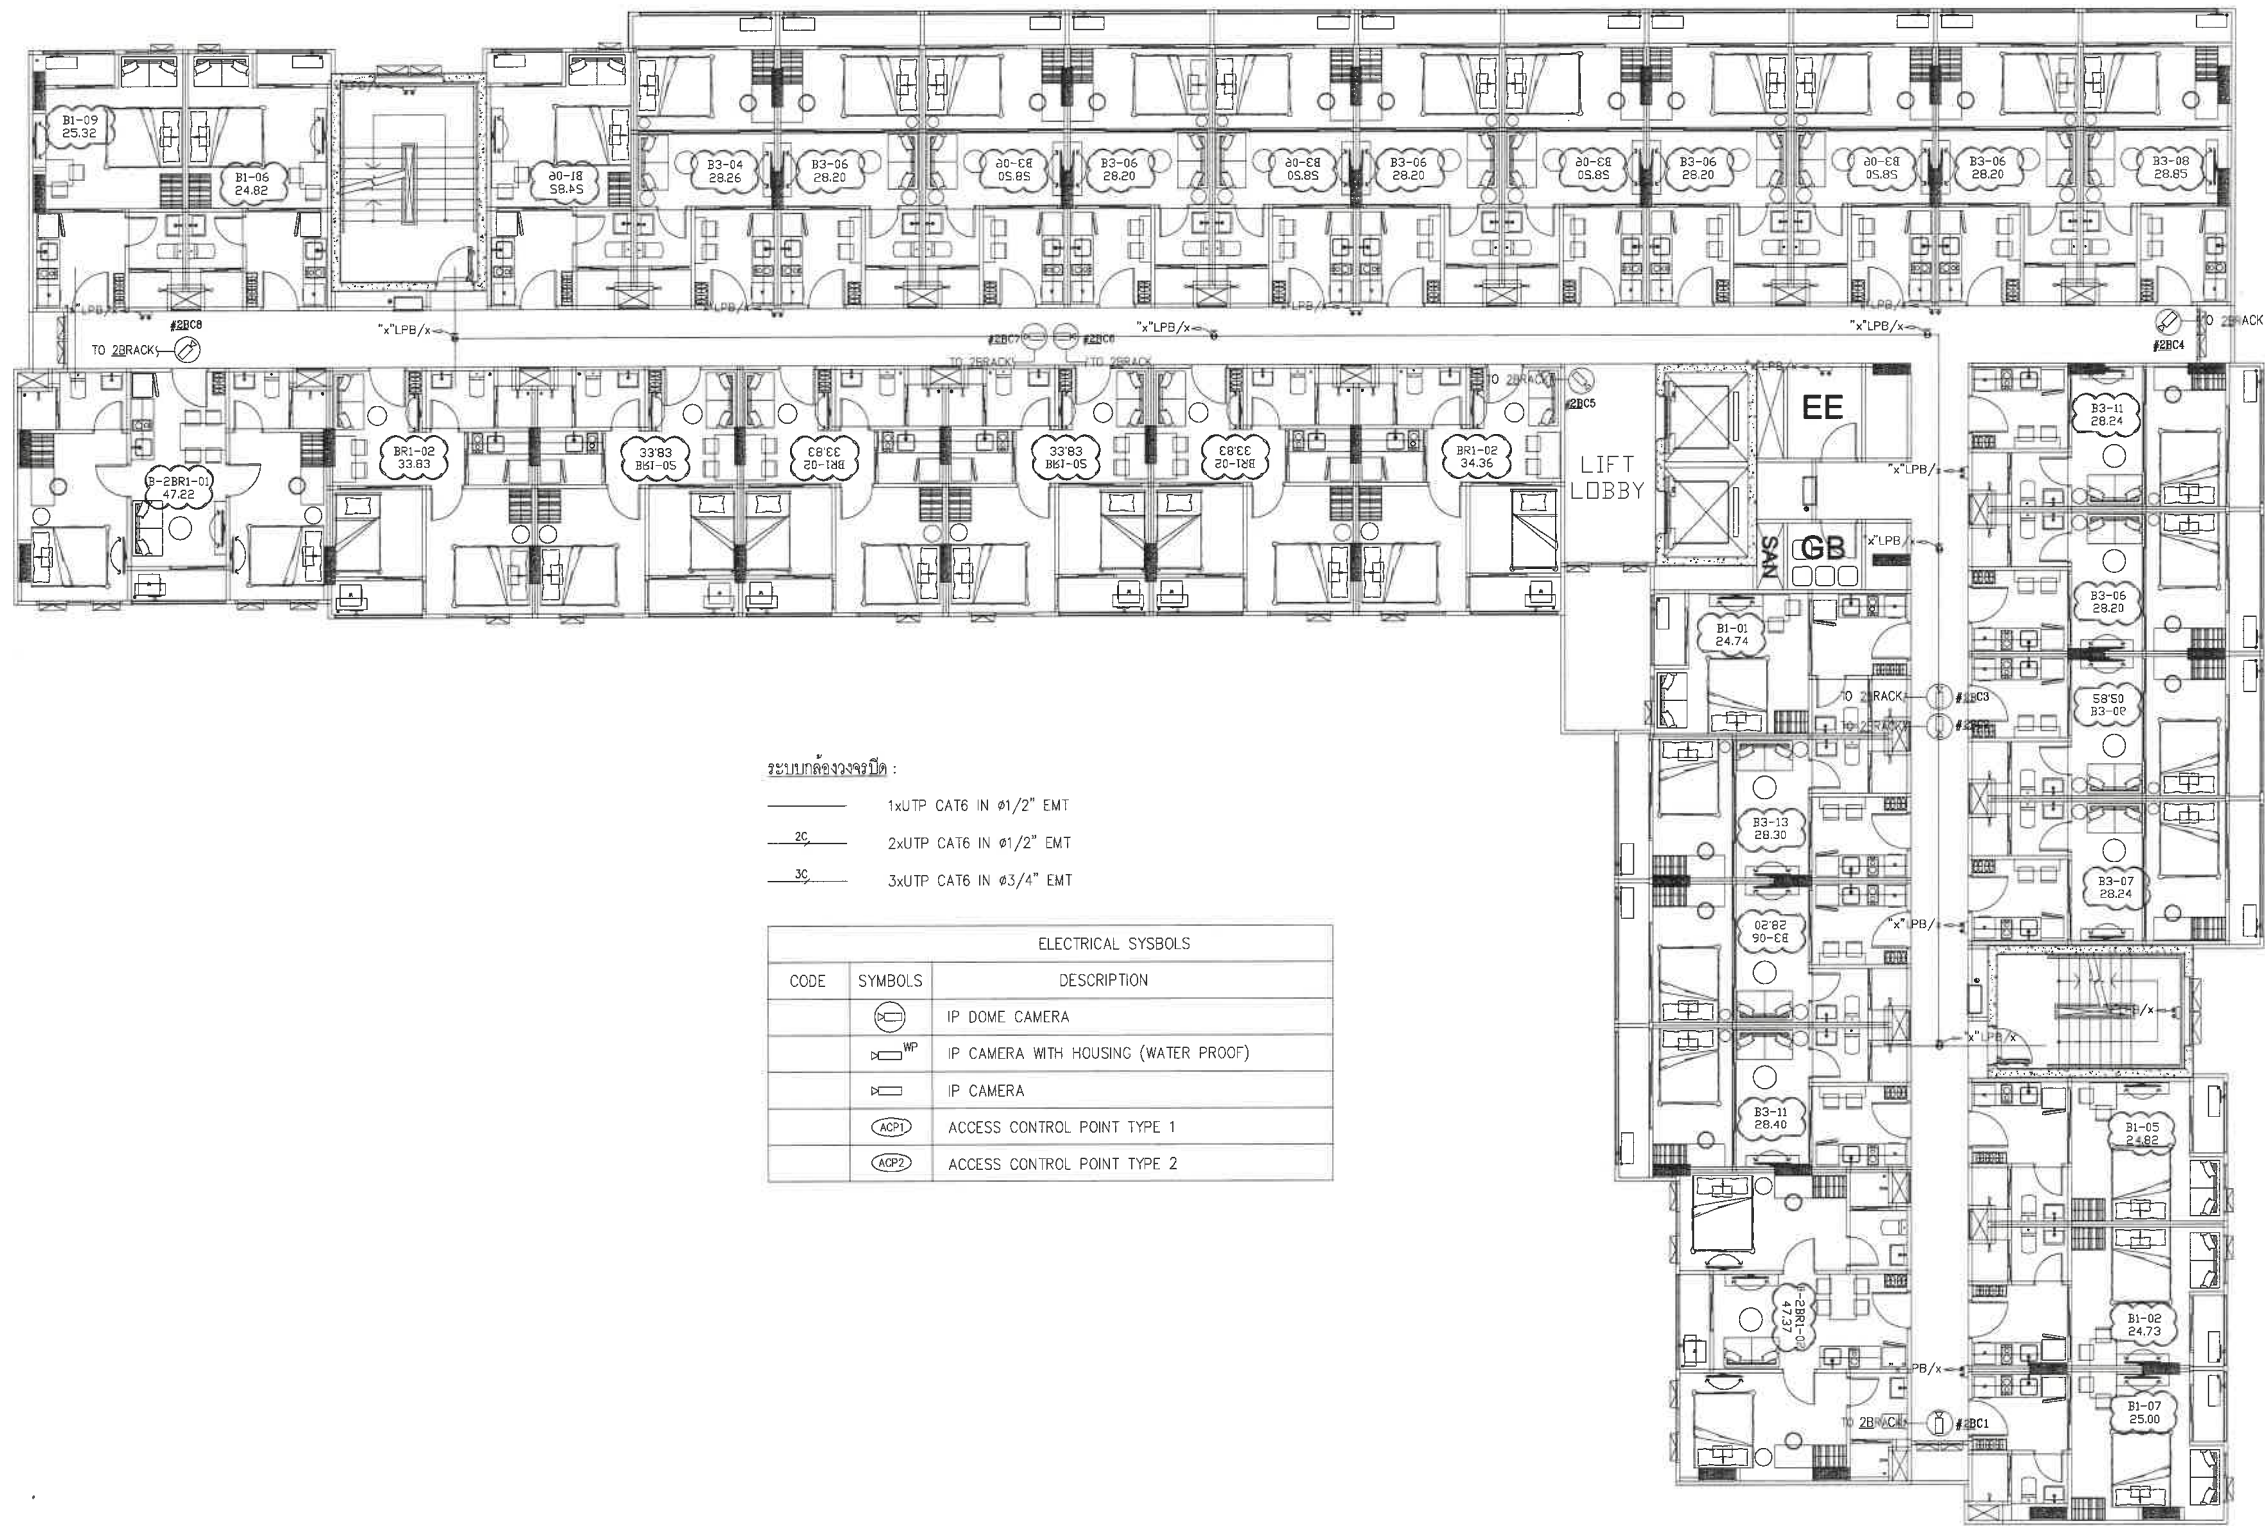 B1-09
25.32
B1-06
24.82
B1-06
24.82
B3-04
28.26
B3-06
28.20
B3-06
28.20
B3-06
28.20
B3-06
28.20
B3-06
28.20
B3-06
28.20
B3-06
28.20
B3-06
28.20
B3-06
28.20
B3-08
28.85
"LPB/x
LPB/x
LPB/x
LPB/x
LPB/x
#2BC8
TO 2BRACK
"x"LPB/x
#2BC7
#2BC6
TO 2BRACK
TO 2BRACK
"x"LPB/x
"x"LPB/x
TO 2BRACK
#2BC4
TO 2BRACK
#2BC5
LPB/x
EE
LIFT
LOBBY
SAN
GB
B-2BR1-01
47.22
BR1-02
33.83
BR1-02
33.83
BR1-02
33.83
BR1-02
33.83
BR1-02
33.83
BR1-02
34.36
B3-11
28.24
"x"LPB/x
"x"LPB/x
B3-06
28.20
B1-01
24.74
TO 2BRACK
#2BC3
TO 2BRACK
B3-13
28.30
B3-07
28.24
"x"LPB/x
B3-06
28.20
"x"LPB/x
B3-11
28.40
B1-05
24.82
47.37
B1-02
24.73
PB/x
B1-07
25.00
TO 2BRACK
#2BC1
ระบบกล้องวงจรปิด :
1xUTP CAT6 IN ø1/2" EMT
2C
2xUTP CAT6 IN ø1/2" EMT
3C
3xUTP CAT6 IN ø3/4" EMT
ELECTRICAL SYSBOLS
CODE SYMBOLS DESCRIPTION
IP DOME CAMERA
WP IP CAMERA WITH HOUSING (WATER PROOF)
IP CAMERA
ACP1 ACCESS CONTROL POINT TYPE 1
ACP2 ACCESS CONTROL POINT TYPE 2